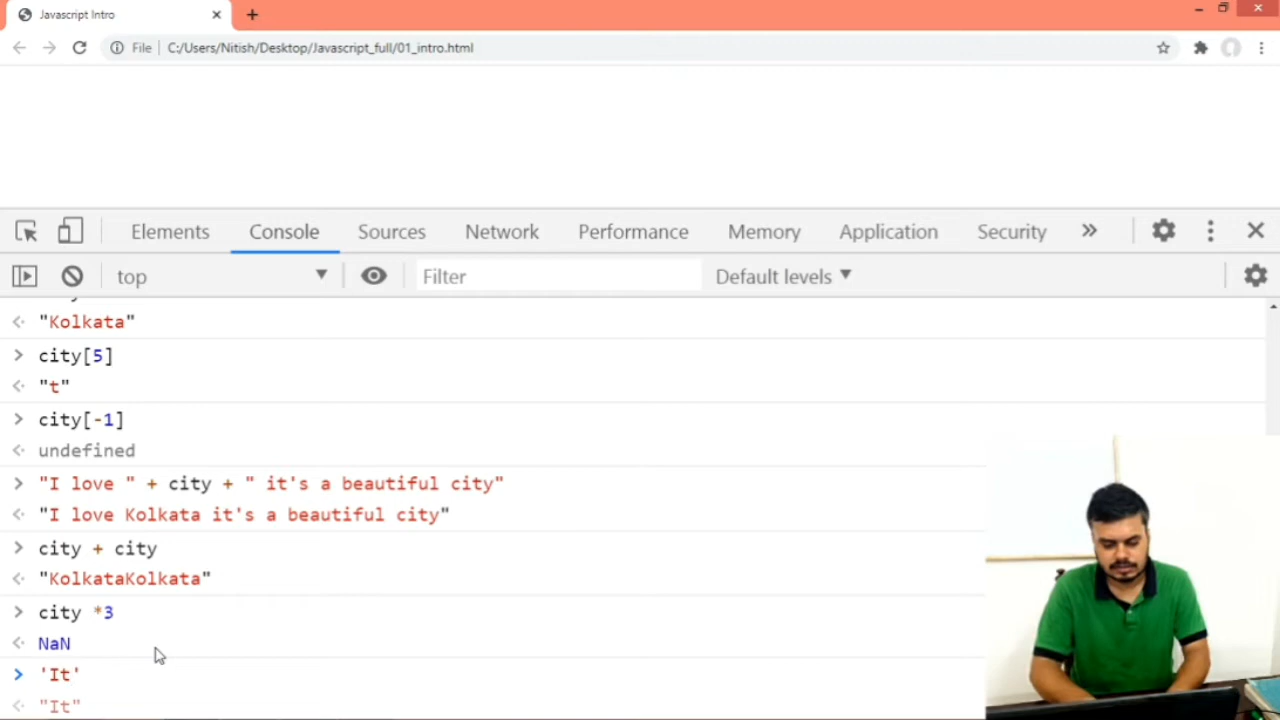 Javascript Intro
File C:/Users/Nitish/Desktop/Javascript_full/01_intro.html
Elements Console Sources Network Performance Memory Application Security
top Filter Default levels
"Kolkata"
city[5]
"t"
city[-1]
undefined
"I love " + city + " it's a beautiful city"
"I love Kolkata it's a beautiful city"
city + city
"KolkataKolkata"
city *3
NaN
'It'
"It"